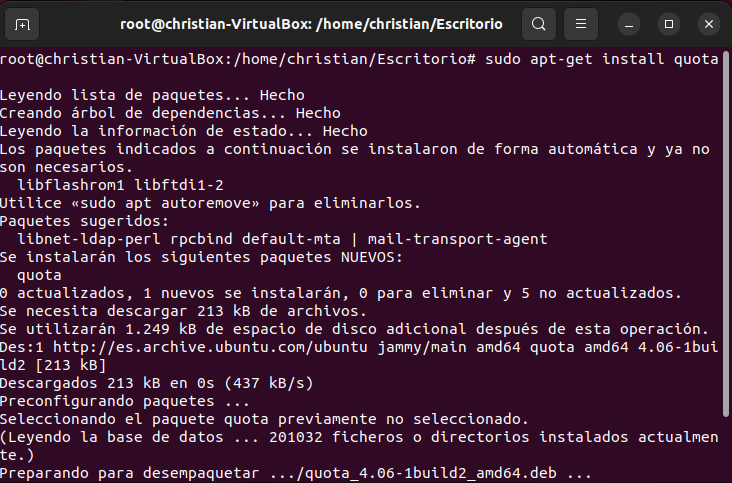 root@christian-VirtualBox: /home/christian/Escritorio
root@christian-VirtualBox:/home/christian/Escritorio# sudo apt-get install quota
Leyendo lista de paquetes... Hecho
Creando árbol de dependencias... Hecho
Leyendo la información de estado... Hecho
Los paquetes indicados a continuación se instalaron de forma automática y ya no
son necesarios.
  libflashrom1 libftdi1-2
Utilice «sudo apt autoremove» para eliminarlos.
Paquetes sugeridos:
  libnet-ldap-perl rpcbind default-mta | mail-transport-agent
Se instalarán los siguientes paquetes NUEVOS:
  quota
0 actualizados, 1 nuevos se instalarán, 0 para eliminar y 5 no actualizados.
Se necesita descargar 213 kB de archivos.
Se utilizarán 1.249 kB de espacio de disco adicional después de esta operación.
Des:1 http://es.archive.ubuntu.com/ubuntu jammy/main amd64 quota amd64 4.06-1bui
ld2 [213 kB]
Descargados 213 kB en 0s (437 kB/s)
Preconfigurando paquetes ...
Seleccionando el paquete quota previamente no seleccionado.
(Leyendo la base de datos ... 201032 ficheros o directorios instalados actualmen
te.)
Preparando para desempaquetar .../quota_4.06-1build2_amd64.deb ...